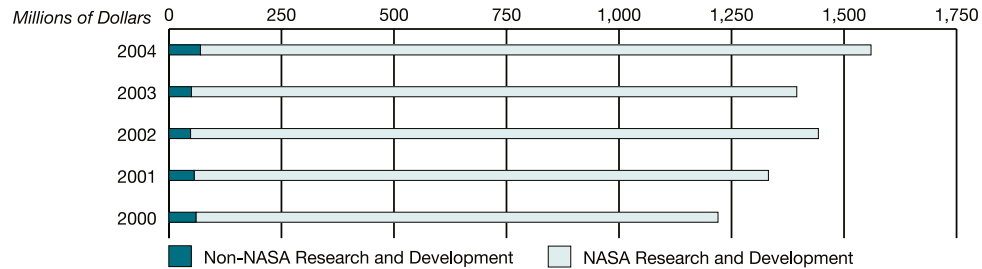 Millions of Dollars 0 250 500 750 1,000 1,250 1,500 1,750
2004
2003
2002
2001
2000
Non-NASA Research and Development NASA Research and Development